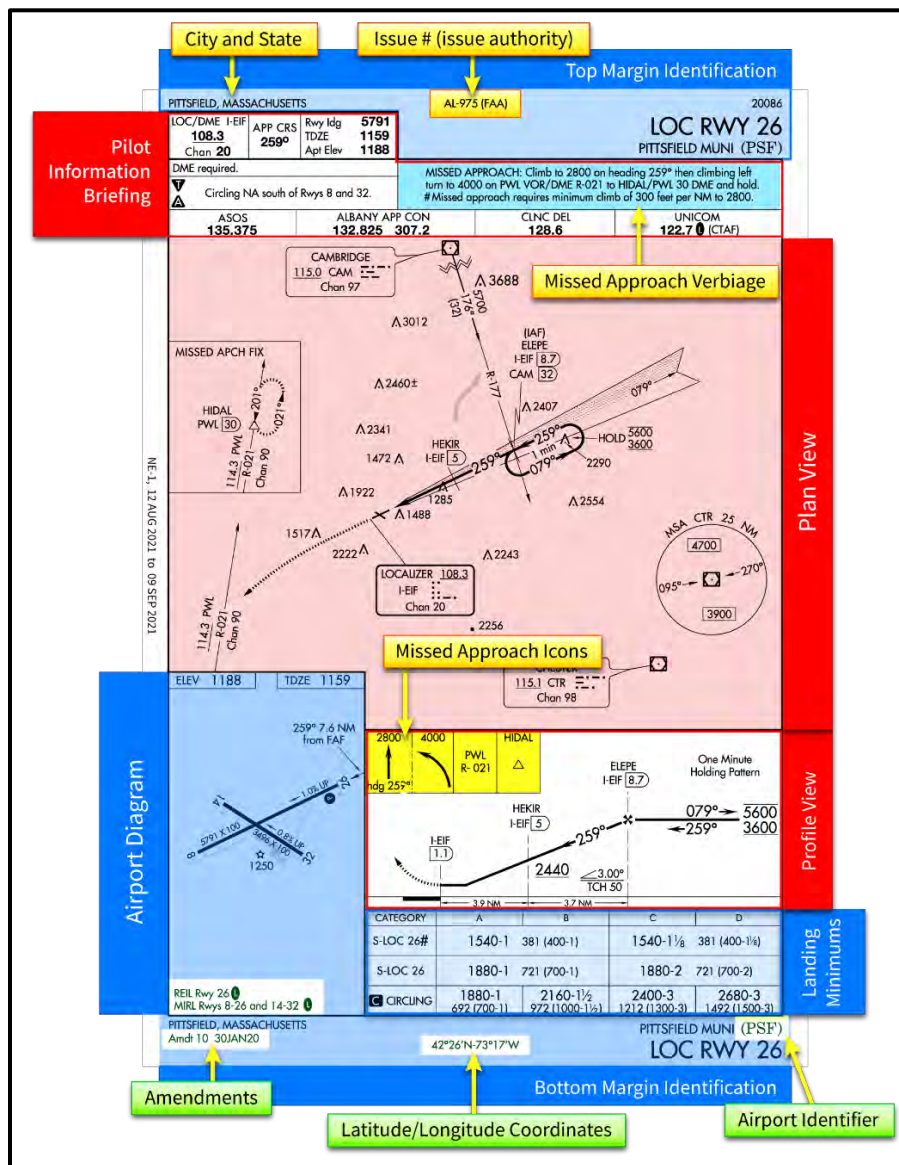 City and State
Issue # (issue authority)
Top Margin Identification
PITTSFIELD, MASSACHUSETTS
AL-975 (FAA)
20086
LOC RWY 26
PITTSFIELD MUNI (PSF)
Pilot
Information
Briefing
LOC/DME I-EIF
108.3
Chan 20
APP CRS
259°
Rwy ldg 5791
TDZE 1159
Apt Elev 1188
DME required.
T
A
Circling NA south of Rwys 8 and 32.
MISSED APPROACH: Climb to 2800 on heading 259° then climbing left
turn to 4000 on PWL VOR/DME R-021 to HIDAL/PWL 30 DME and hold.
#Missed approach requires minimum climb of 300 feet per NM to 2800.
ASOS
135.375
ALBANY APP CON
132.825 307.2
CLNC DEL
128.6
UNICOM
122.7 L (CTAF)
Missed Approach Verbiage
CAMBRIDGE
115.0 CAM
Chan 97
3688
5700
176°
(32)
3012
(IAF)
ELEPE
I-EIF 8.7
CAM 32
R-177
079°
MISSED APCH FIX
HIDAL
PWL 30
201°
021°
114.3 PWL
R-021
Chan 90
2460±
2407
2341
HEKIR
I-EIF 5
1472
259°
259°
1 min
079°
HOLD 5600
3600
2290
1922
1285
1488
2554
1517
2222
2243
LOCALIZER 108.3
I-EIF
Chan 20
MSA CTR 25 NM
4700
095°
270°
3900
2256
114.3 PWL
R-021
Chan 90
NE-1, 12 AUG 2021 to 09 SEP 2021
Plan View
Missed Approach Icons
115.1 CTR
Chan 98
ELEV 1188
TDZE 1159
259° 7.6 NM
from FAF
1.0% UP
26
A
14
5791 X 100
3496 X 100
0.8% UP
8
32
1250
Airport Diagram
REIL Rwy 26 L
MIRL Rwys 8-26 and 14-32 L
2800
hdg 259°
4000
PWL
R-021
HIDAL
ELEPE
I-EIF 8.7
One Minute
Holding Pattern
HEKIR
I-EIF 5
079° 5600
259° 3600
259°
I-EIF
1.1
2440
3.00°
TCH 50
3.9 NM
3.7 NM
Profile View
CATEGORY A B C D
S-LOC 26# 1540-1 381 (400-1) 1540-1⅛ 381 (400-1⅛)
S-LOC 26 1880-1 721 (700-1) 1880-2 721 (700-2)
C CIRCLING 1880-1 2160-1½ 2400-3 2680-3
692 (700-1) 972 (1000-1½) 1212 (1300-3) 1492 (1500-3)
Landing
Minimums
PITTSFIELD, MASSACHUSETTS
Amdt 10 30JAN20
42°26'N-73°17'W
PITTSFIELD MUNI (PSF)
LOC RWY 26
Bottom Margin Identification
Amendments
Latitude/Longitude Coordinates
Airport Identifier